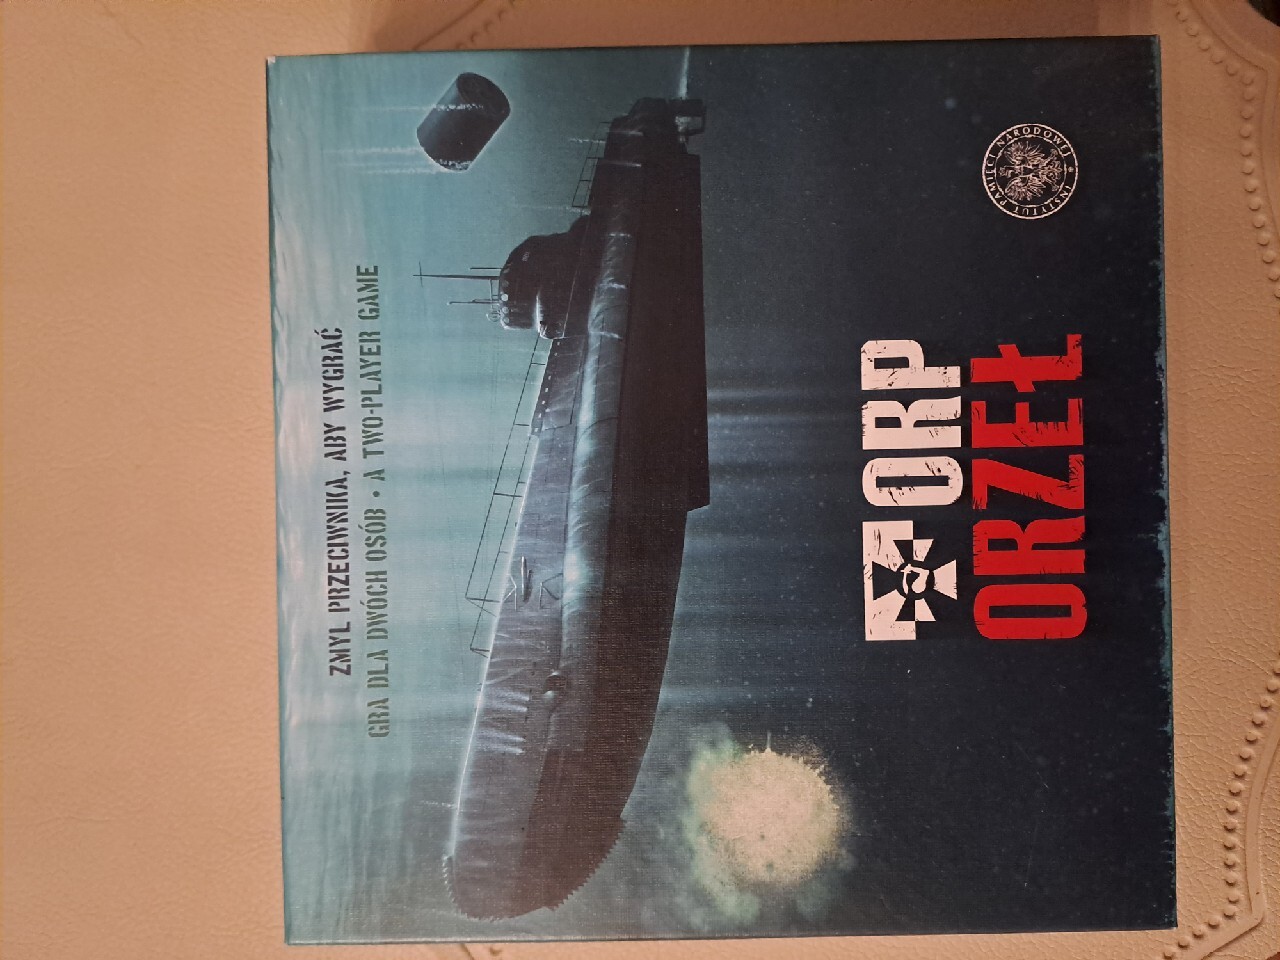 ZMYL PRZECIWNIKA, ABY WYGRAĆ
GRA DLA DWÓCH OSÓB • A TWO-PLAYER GAME
ORP
ORZEŁ
INSTYTUT PAMIĘCI NARODOWEJ